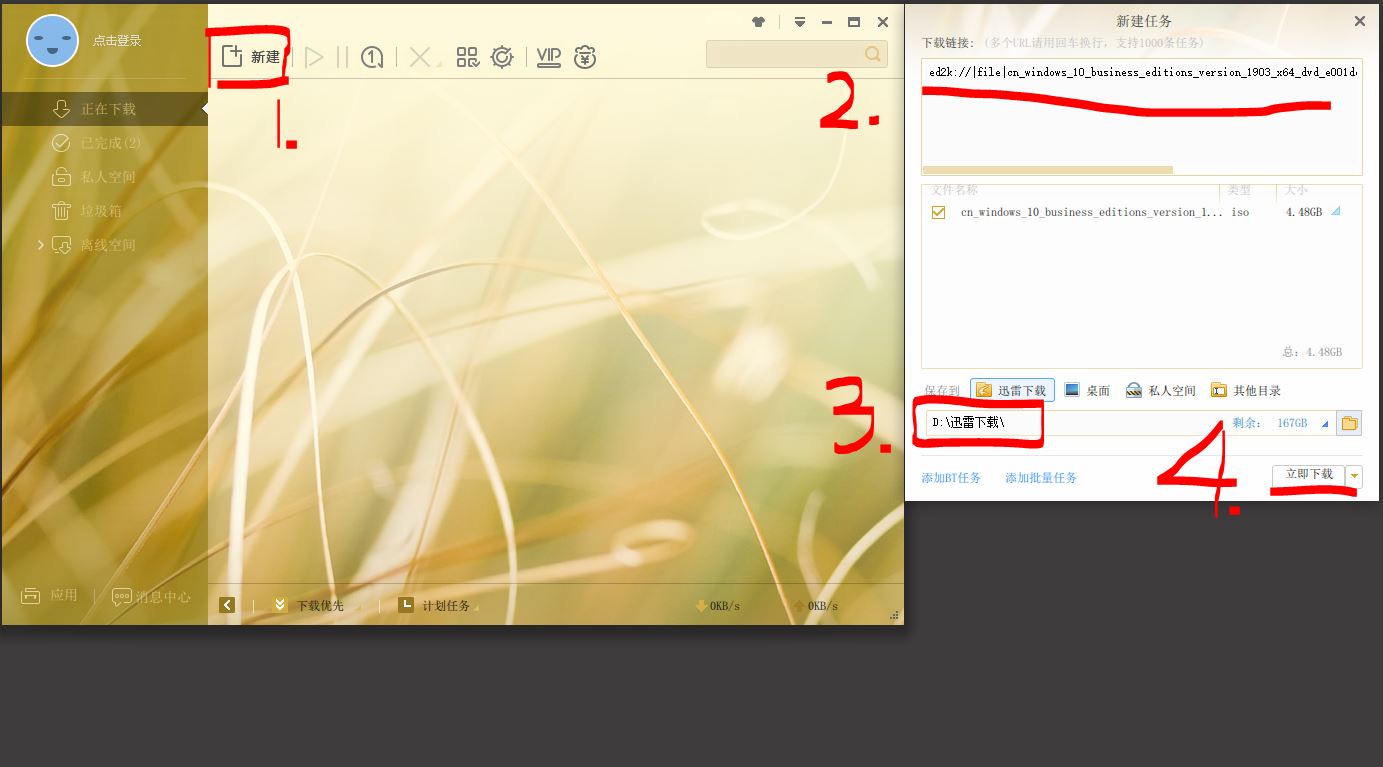 点击登录
新建
VIP
1.
正在下载
已完成(2)
私人空间
垃圾箱
离线空间
应用
消息中心
下载优先
计划任务
0KB/s
0KB/s
新建任务
下载链接: (多个URL请用回车换行，支持1000条任务)
2.
ed2k://|file|cn_windows_10_business_editions_version_1903_x64_dvd_e001d
文件名称 类型 大小
cn_windows_10_business_editions_version_1... iso 4.48GB
总: 4.48GB
保存到 迅雷下载 桌面 私人空间 其他目录
3.
D:\迅雷下载\ 剩余: 167GB
4.
添加BT任务 添加批量任务 立即下载